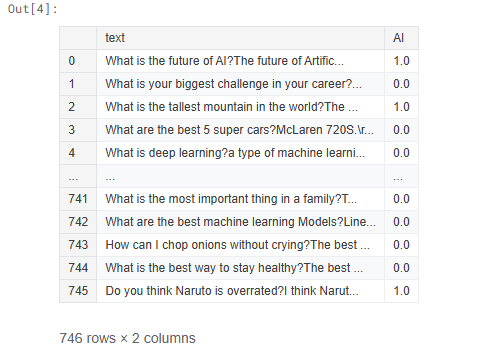 Out[4]:
text AI
0 What is the future of AI?The future of Artific... 1.0
1 What is your biggest challenge in your career?... 0.0
2 What is the tallest mountain in the world?The ... 1.0
3 What are the best 5 super cars?McLaren 720S.\r... 0.0
4 What is deep learning?a type of machine learni... 0.0
... ... ...
741 What is the most important thing in a family?T... 0.0
742 What are the best machine learning Models?Line... 0.0
743 How can I chop onions without crying?The best ... 0.0
744 What is the best way to stay healthy?The best ... 0.0
745 Do you think Naruto is overrated?I think Narut... 1.0
746 rows × 2 columns